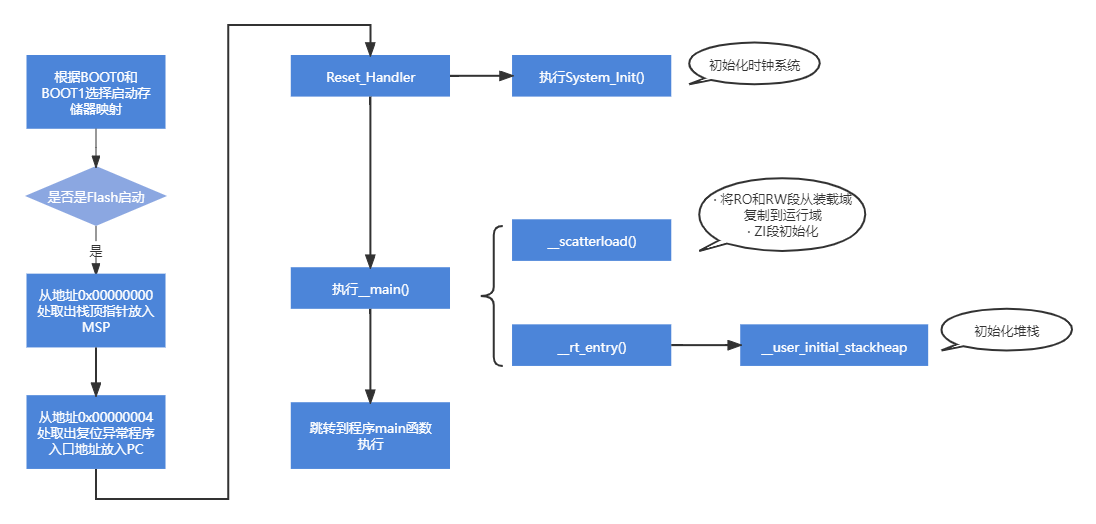 根据BOOT0和
BOOT1选择启动存
储器映射
是否是Flash启动
是
从地址0x00000000
处取出栈顶指针放入
MSP
从地址0x00000004
处取出复位异常程序
入口地址放入PC
Reset_Handler
执行System_Init()
初始化时钟系统
执行__main()
__scatterload()
· 将RO和RW段从装载域
复制到运行域
· ZI段初始化
__rt_entry()
__user_initial_stackheap
初始化堆栈
跳转到程序main函数
执行